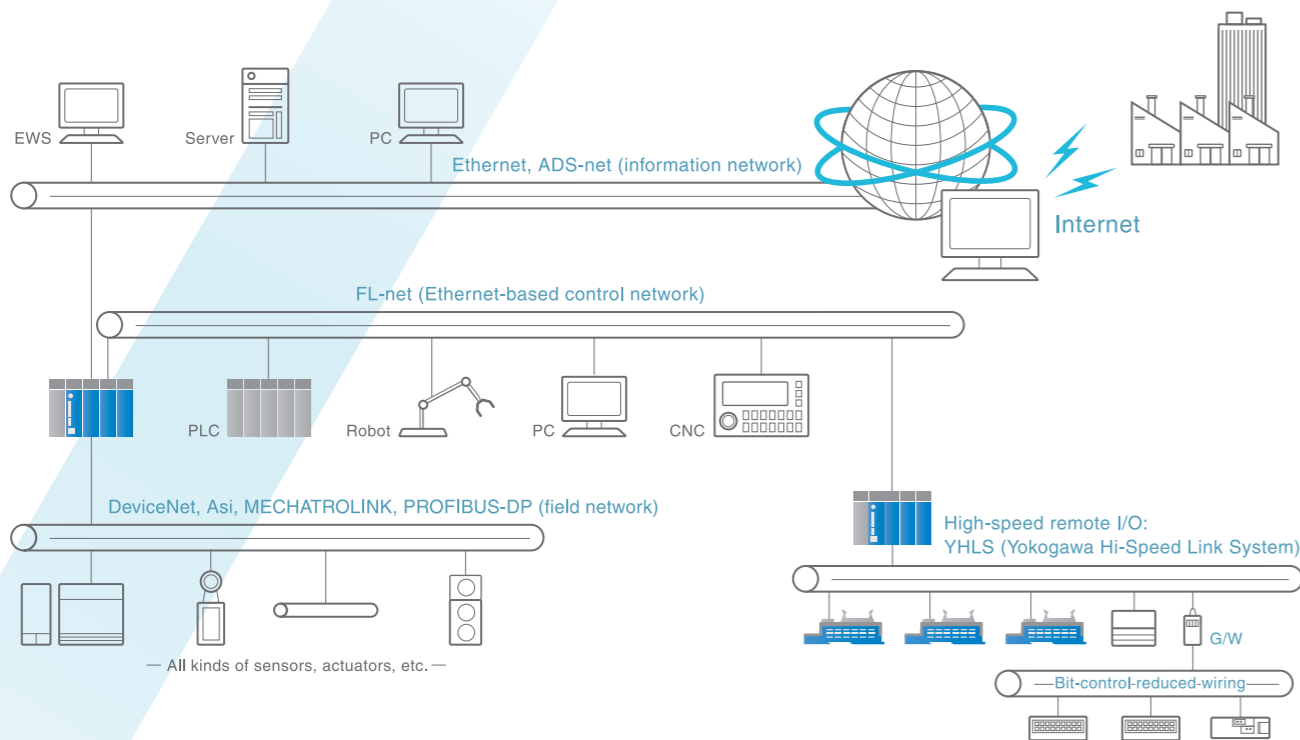 EWS
Server
PC
Ethernet, ADS-net (information network)
Internet
FL-net (Ethernet-based control network)
PLC
Robot
PC
CNC
DeviceNet, Asi, MECHATROLINK, PROFIBUS-DP (field network)
High-speed remote I/O:
YHLS (Yokogawa Hi-Speed Link System)
G/W
All kinds of sensors, actuators, etc.
Bit-control-reduced-wiring